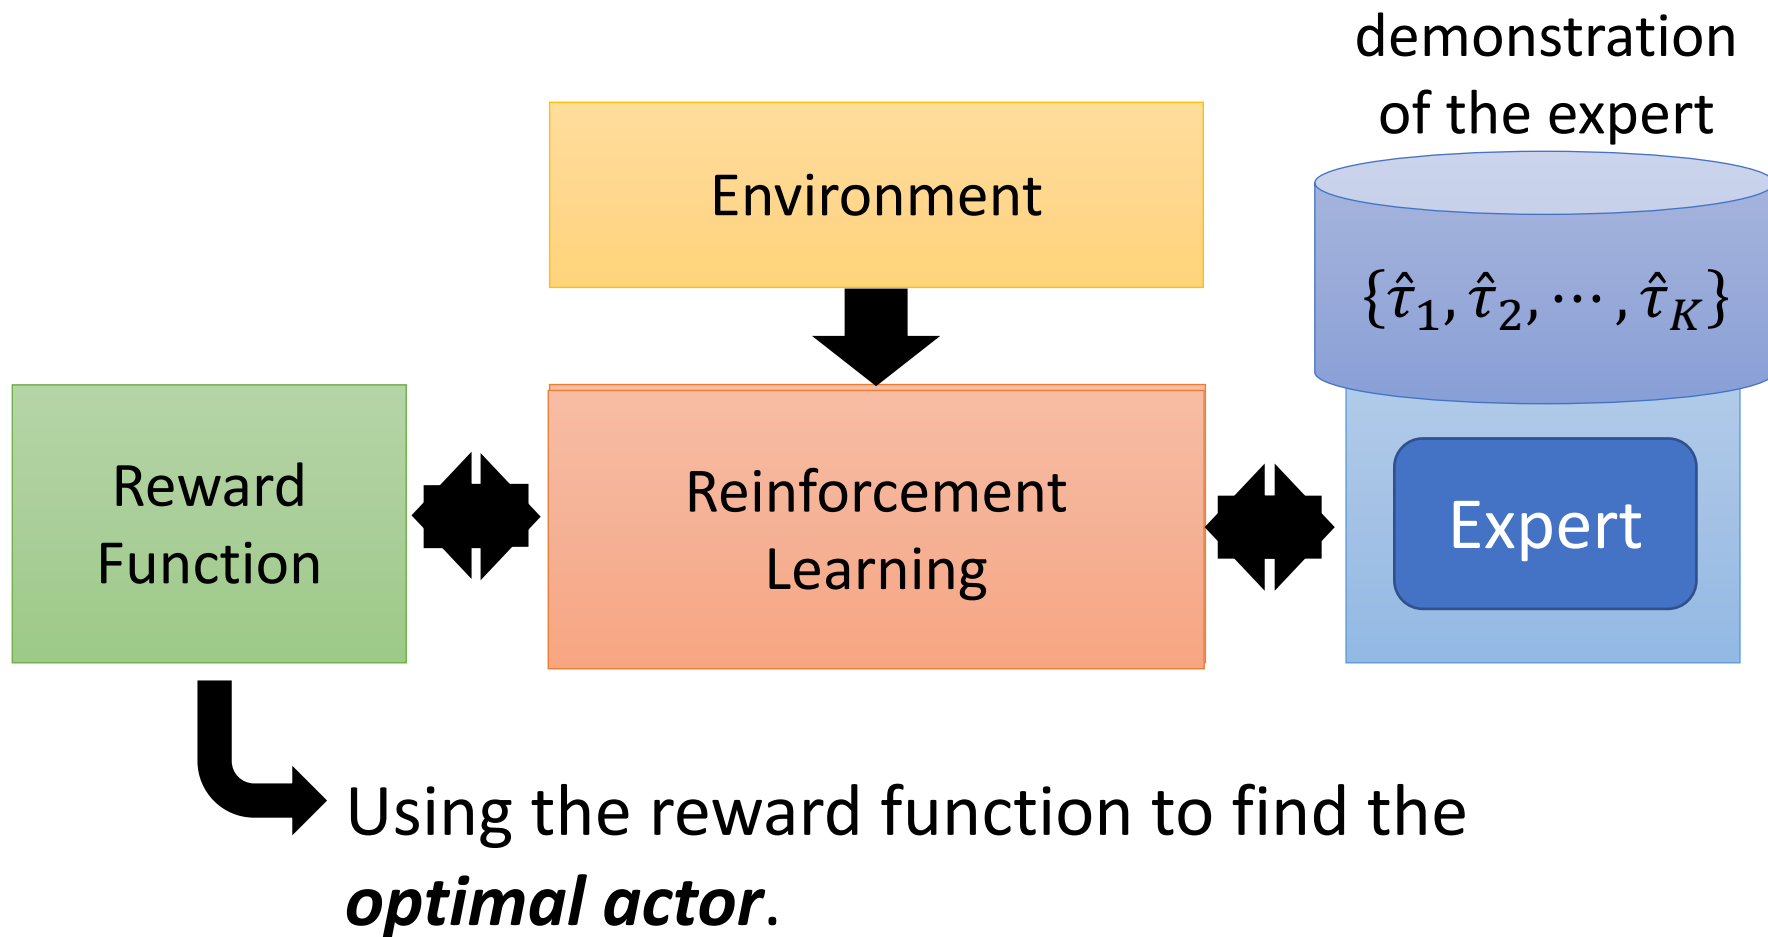 demonstration
of the expert
Environment
{τ̂₁, τ̂₂, ⋯ , τ̂_K}
Reward
Function
Reinforcement
Learning
Expert
Using the reward function to find the
optimal actor.